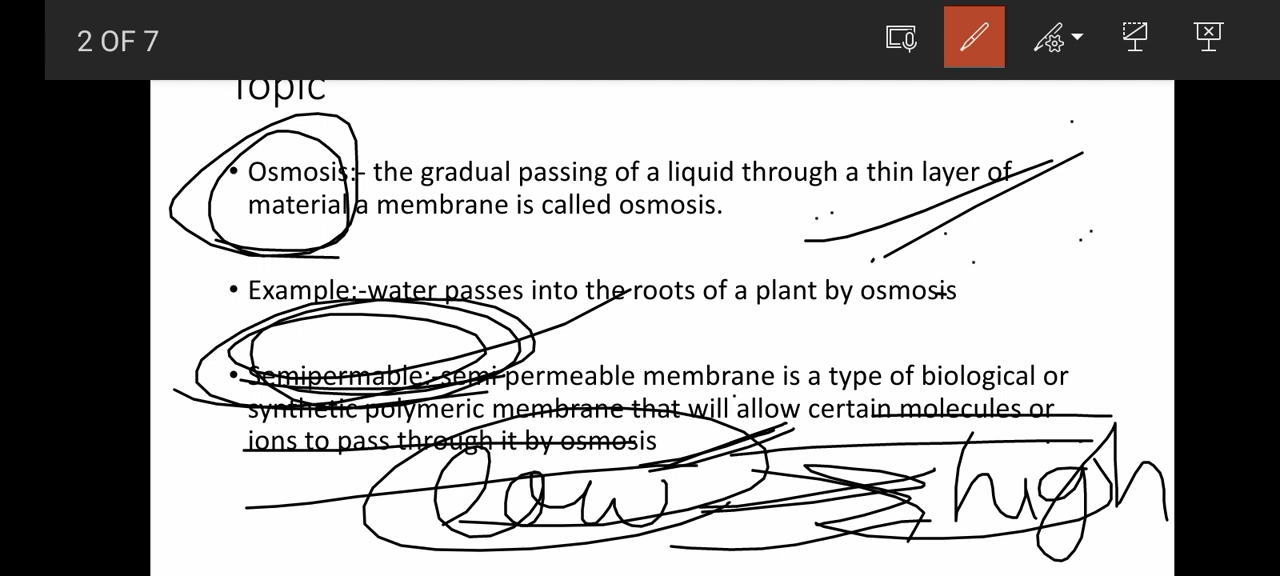 2 OF 7
Topic
• Osmosis:- the gradual passing of a liquid through a thin layer of
material a membrane is called osmosis.
• Example:-water passes into the roots of a plant by osmosis
• Semipermable:-semi-permeable membrane is a type of biological or
synthetic polymeric membrane that will allow certain molecules or
ions to pass through it by osmosis
low high